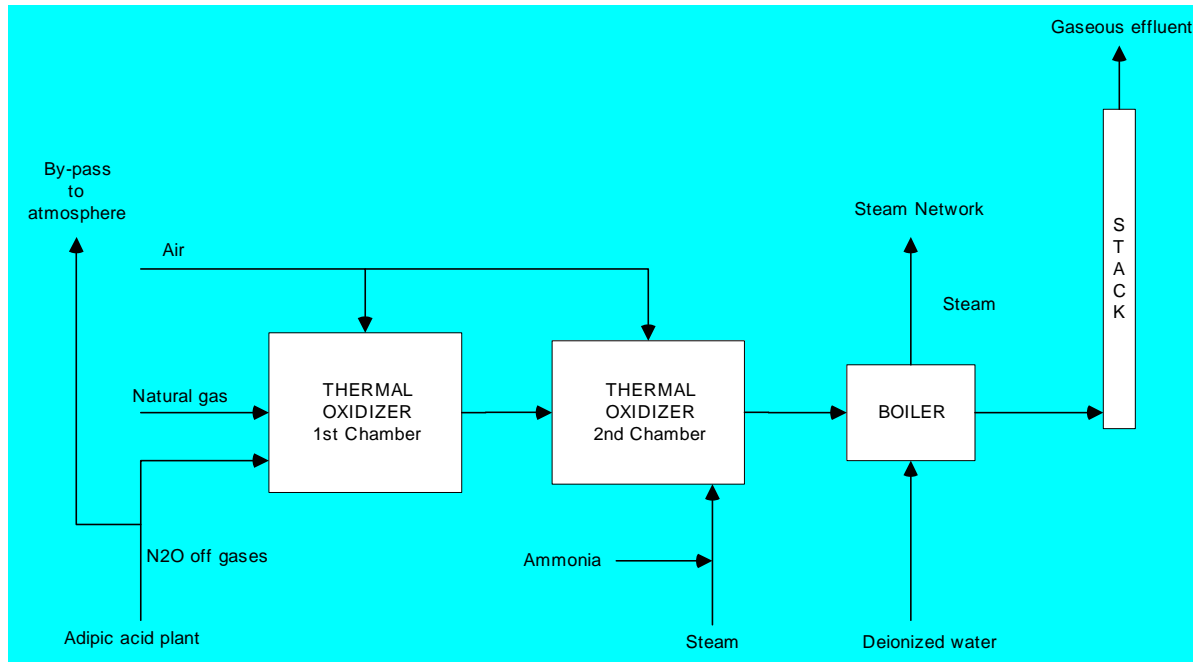 Gaseous effluent
By-pass
to
atmosphere
Steam Network
Air
Steam
S
T
A
C
K
THERMAL
OXIDIZER
1st Chamber
THERMAL
OXIDIZER
2nd Chamber
Natural gas
BOILER
N2O off gases
Ammonia
Adipic acid plant
Steam
Deionized water